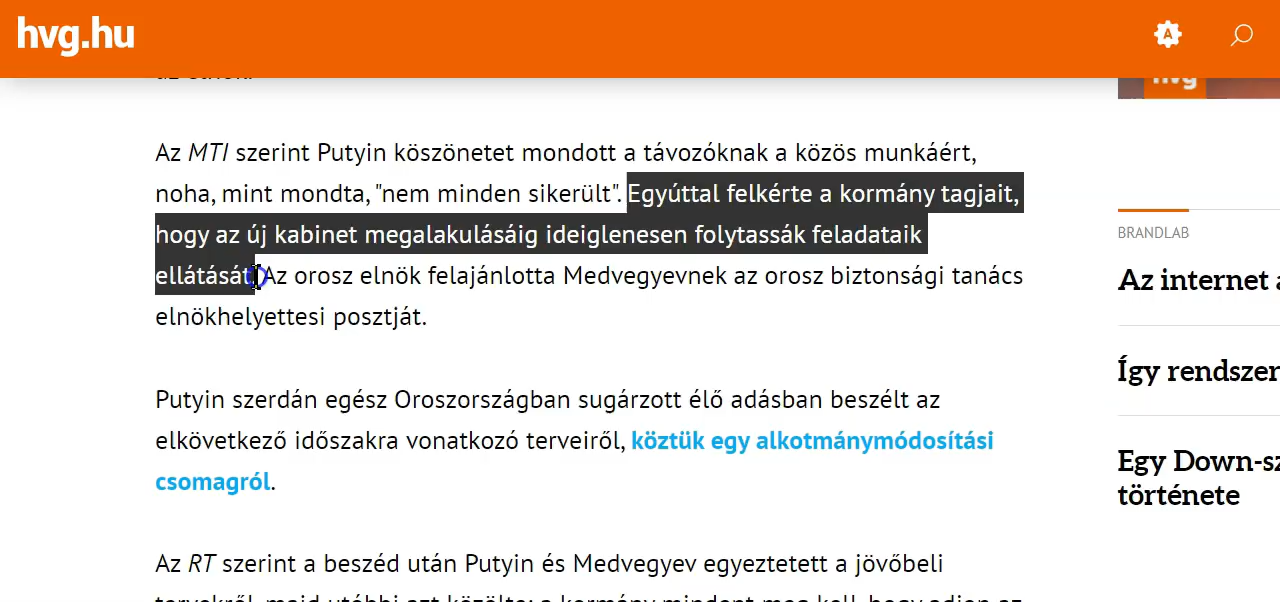 hvg.hu
A
hvg
Az MTI szerint Putyin köszönetet mondott a távozóknak a közös munkáért,
noha, mint mondta, "nem minden sikerült". Egyúttal felkérte a kormány tagjait,
hogy az új kabinet megalakulásáig ideiglenesen folytassák feladataik
ellátását. Az orosz elnök felajánlotta Medvegyevnek az orosz biztonsági tanács
elnökhelyettesi posztját.
Putyin szerdán egész Oroszországban sugárzott élő adásban beszélt az
elkövetkező időszakra vonatkozó terveiről, köztük egy alkotmánymódosítási
csomagról.
Az RT szerint a beszéd után Putyin és Medvegyev egyeztetett a jövőbeli
BRANDLAB
Az internet a
Így rendszer
Egy Down-sz
története